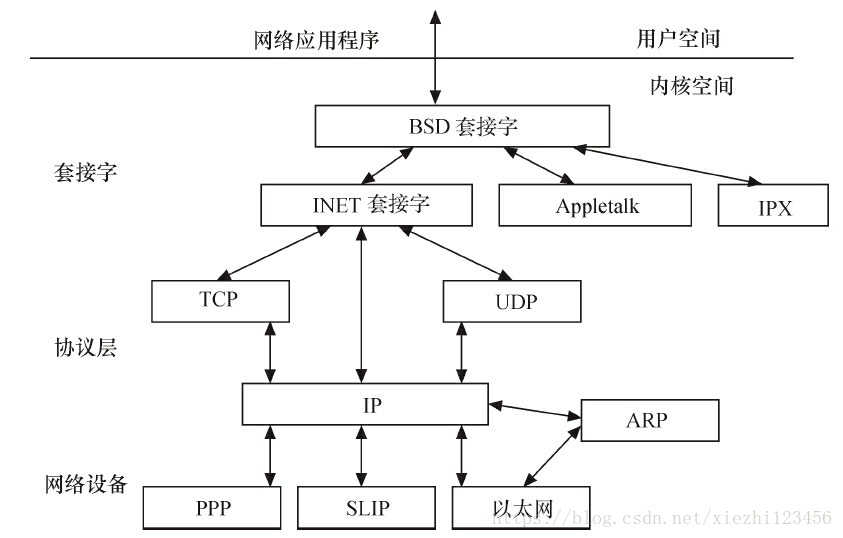 网络应用程序
用户空间
内核空间
BSD 套接字
套接字
INET 套接字
Appletalk
IPX
TCP
UDP
协议层
IP
ARP
网络设备
PPP
SLIP
以太网
https://blog.csdn.net/xiezhi123456